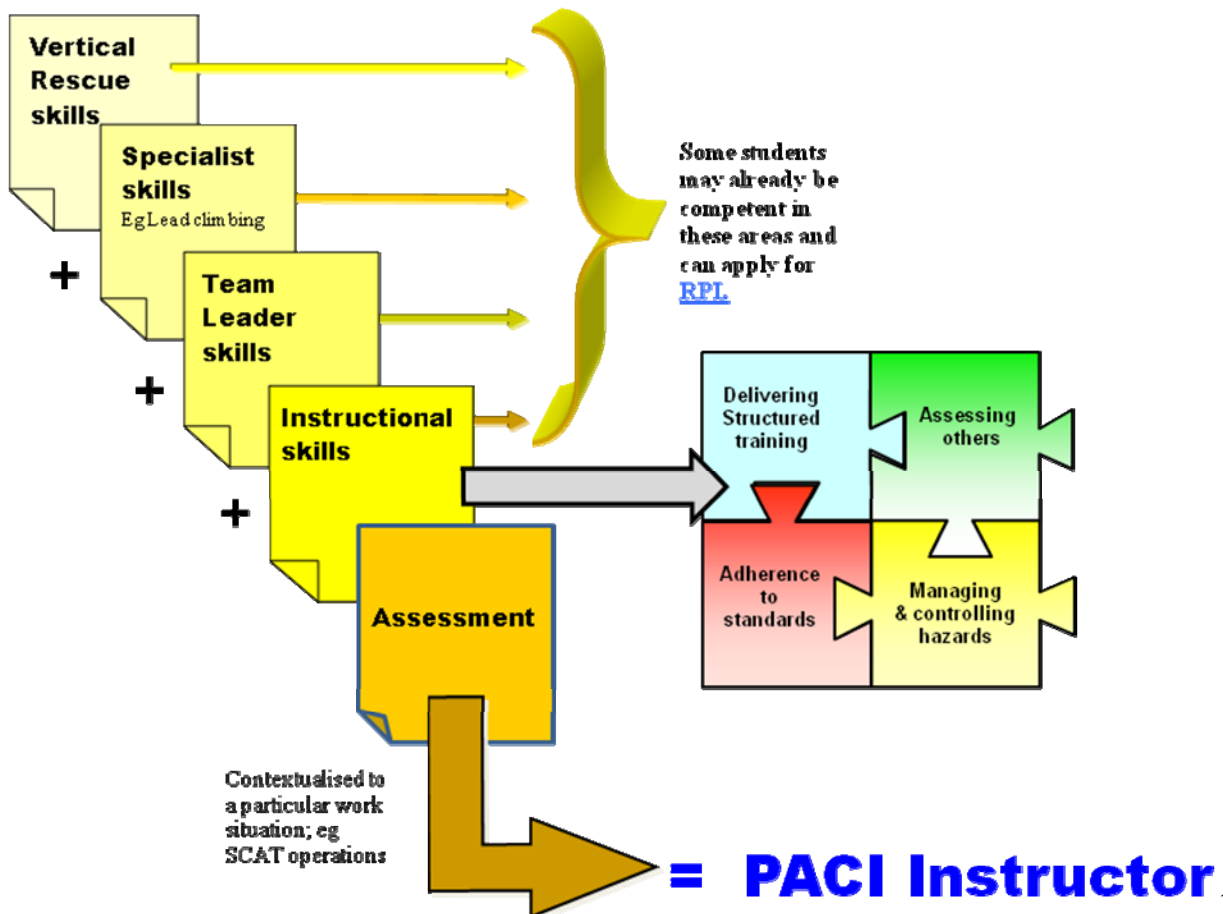 Vertical
Rescue
skills
Specialist
skills
Eg Lead climbing
+
Team
Leader
skills
+
Instructional
skills
+
Assessment
Some students
may already be
competent in
these areas and
can apply for
RPL
Delivering
Structured
training
Assessing
others
Adherence
to
standards
Managing
& controlling
hazards
Contextualised to
a particular work
situation; eg
SCAT operations
= PACI Instructor